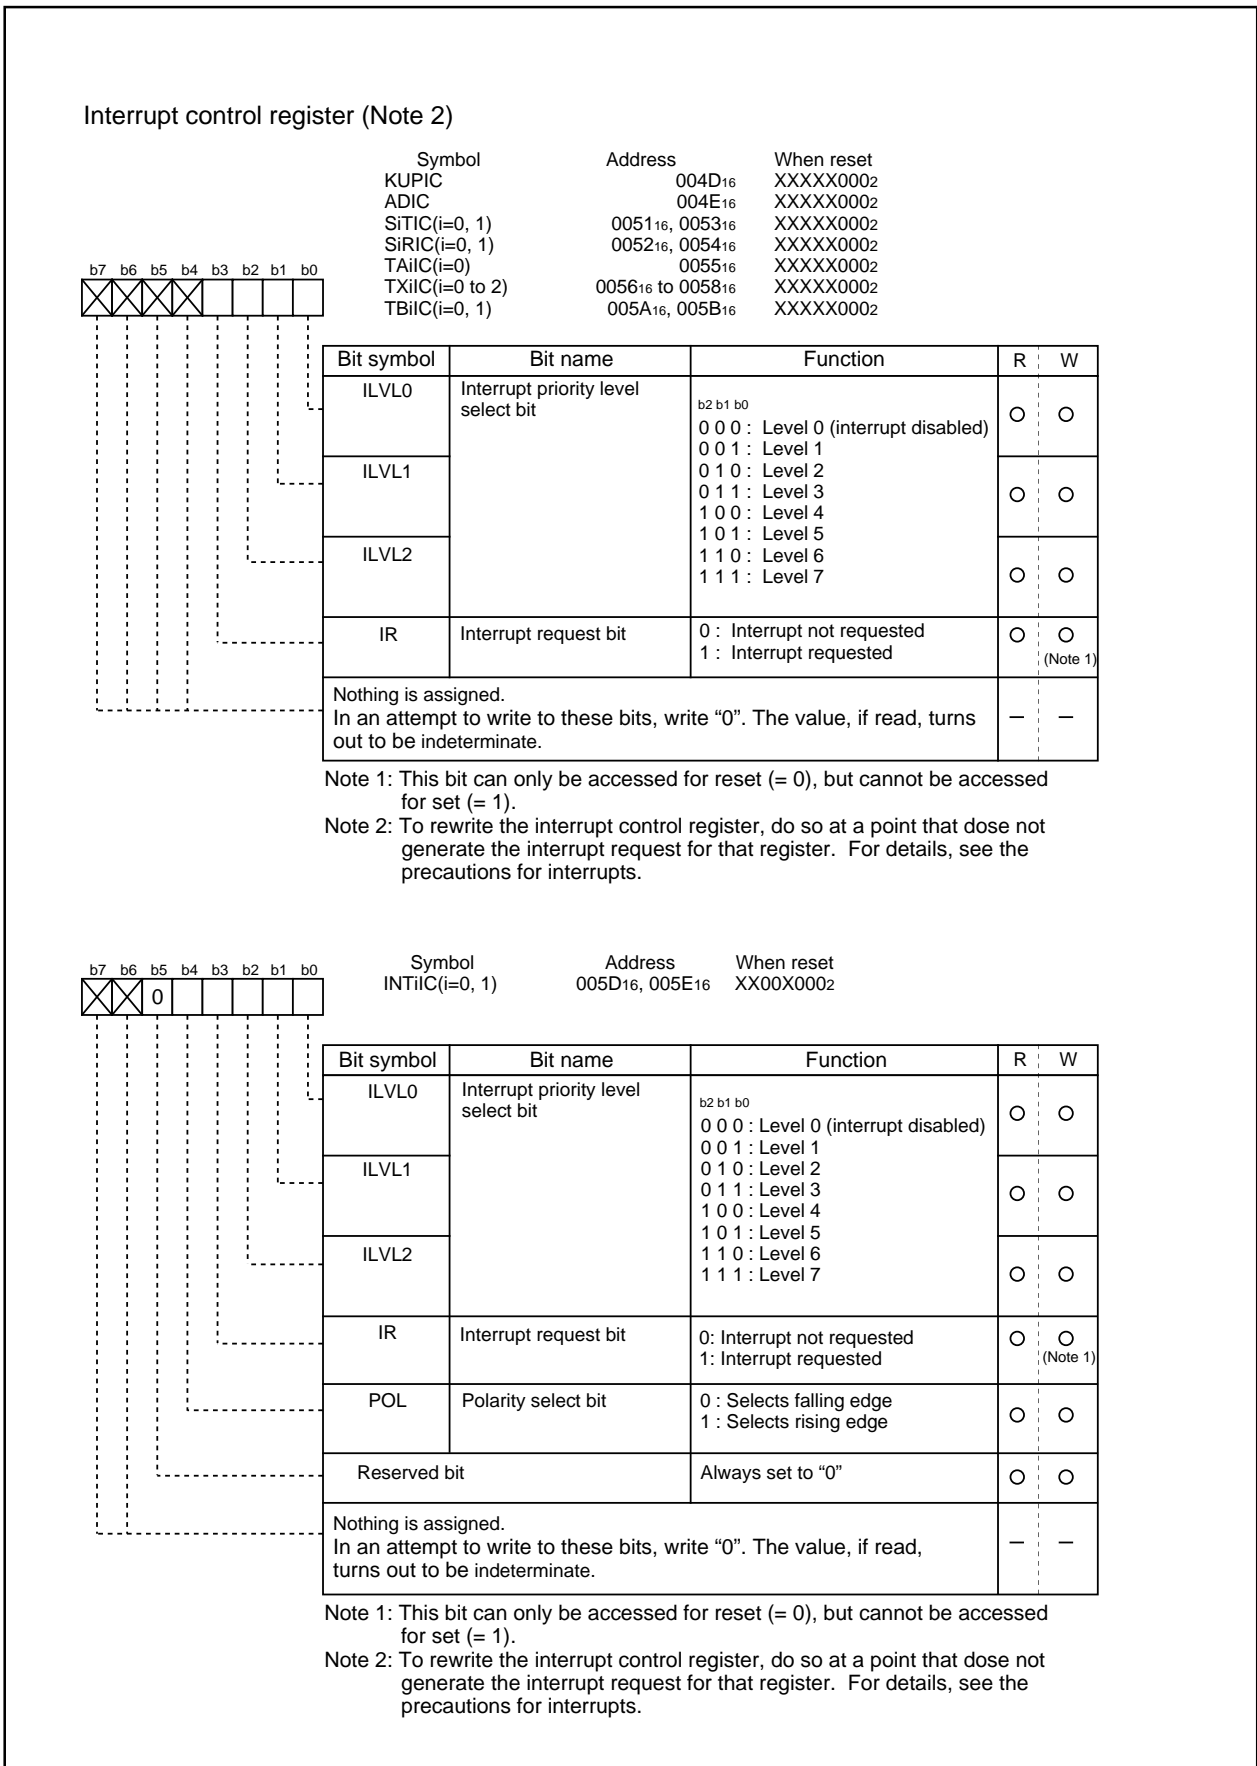 Interrupt control register (Note 2)
Symbol Address When reset
KUPIC 004D16 XXXXX0002
ADIC 004E16 XXXXX0002
SiTIC(i=0, 1) 005116, 005316 XXXXX0002
SiRIC(i=0, 1) 005216, 005416 XXXXX0002
TAiIC(i=0) 005516 XXXXX0002
TXiIC(i=0 to 2) 005616 to 005816 XXXXX0002
TBiIC(i=0, 1) 005A16, 005B16 XXXXX0002
b7 b6 b5 b4 b3 b2 b1 b0
Bit symbol Bit name Function R W
ILVL0 Interrupt priority level
select bit
b2 b1 b0
0 0 0 : Level 0 (interrupt disabled)
0 0 1 : Level 1
ILVL1 0 1 0 : Level 2
0 1 1 : Level 3
1 0 0 : Level 4
1 0 1 : Level 5
ILVL2 1 1 0 : Level 6
1 1 1 : Level 7
IR Interrupt request bit 0 : Interrupt not requested
1 : Interrupt requested
(Note 1)
Nothing is assigned.
In an attempt to write to these bits, write “0”. The value, if read, turns
out to be indeterminate.
Note 1: This bit can only be accessed for reset (= 0), but cannot be accessed
for set (= 1).
Note 2: To rewrite the interrupt control register, do so at a point that dose not
generate the interrupt request for that register. For details, see the
precautions for interrupts.
Symbol Address When reset
INTiIC(i=0, 1) 005D16, 005E16 XX00X0002
b7 b6 b5 b4 b3 b2 b1 b0
0
Bit symbol Bit name Function R W
ILVL0 Interrupt priority level
select bit
b2 b1 b0
0 0 0 : Level 0 (interrupt disabled)
0 0 1 : Level 1
ILVL1 0 1 0 : Level 2
0 1 1 : Level 3
1 0 0 : Level 4
1 0 1 : Level 5
ILVL2 1 1 0 : Level 6
1 1 1 : Level 7
IR Interrupt request bit 0: Interrupt not requested
1: Interrupt requested
(Note 1)
POL Polarity select bit 0 : Selects falling edge
1 : Selects rising edge
Reserved bit Always set to “0”
Nothing is assigned.
In an attempt to write to these bits, write “0”. The value, if read,
turns out to be indeterminate.
Note 1: This bit can only be accessed for reset (= 0), but cannot be accessed
for set (= 1).
Note 2: To rewrite the interrupt control register, do so at a point that dose not
generate the interrupt request for that register. For details, see the
precautions for interrupts.